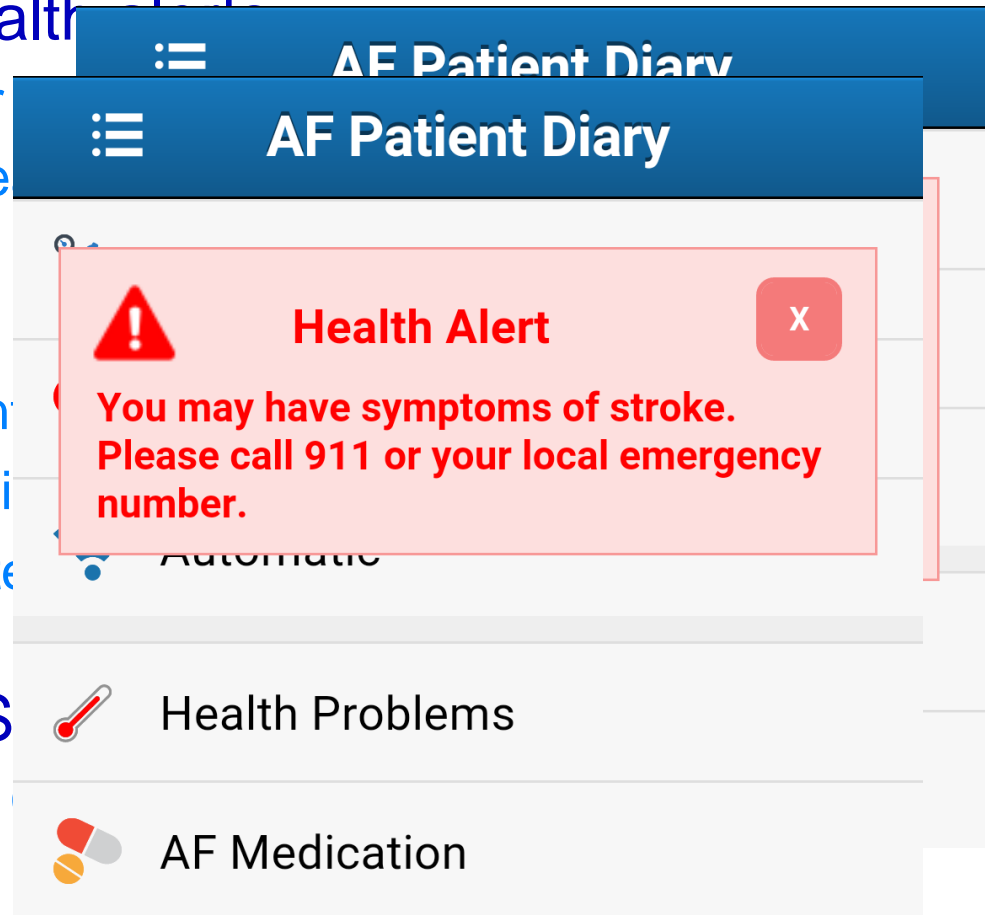 AF Patient Diary
AF Patient Diary
Health Alert
X
You may have symptoms of stroke.
Please call 911 or your local emergency
number.
Automatic
Health Problems
AF Medication